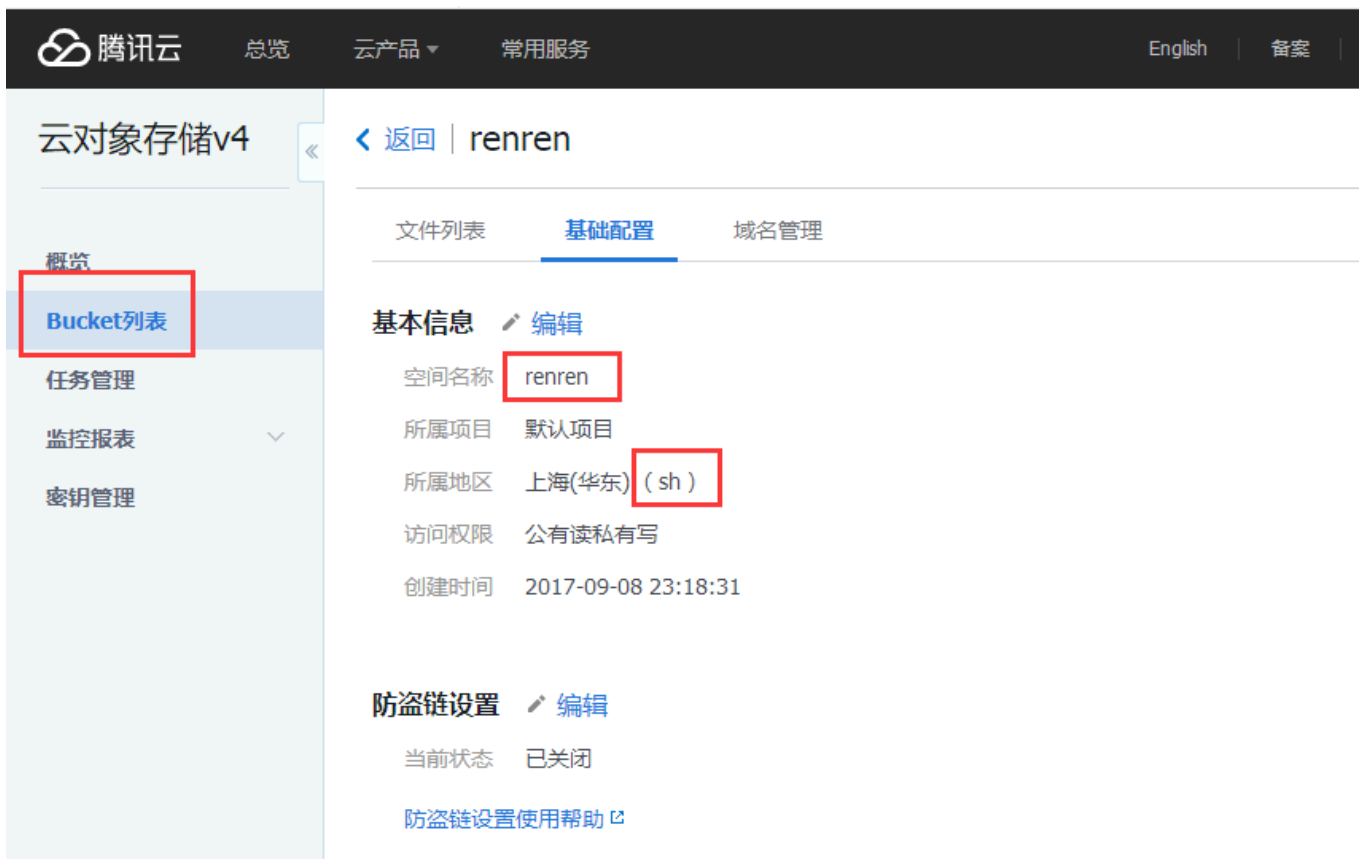 腾讯云 总览 云产品 常用服务 English 备案
云对象存储v4
返回 renren
文件列表 基础配置 域名管理
概览
Bucket列表
任务管理
监控报表
密钥管理
基本信息 编辑
空间名称 renren
所属项目 默认项目
所属地区 上海(华东) ( sh )
访问权限 公有读私有写
创建时间 2017-09-08 23:18:31
防盗链设置 编辑
当前状态 已关闭
防盗链设置使用帮助